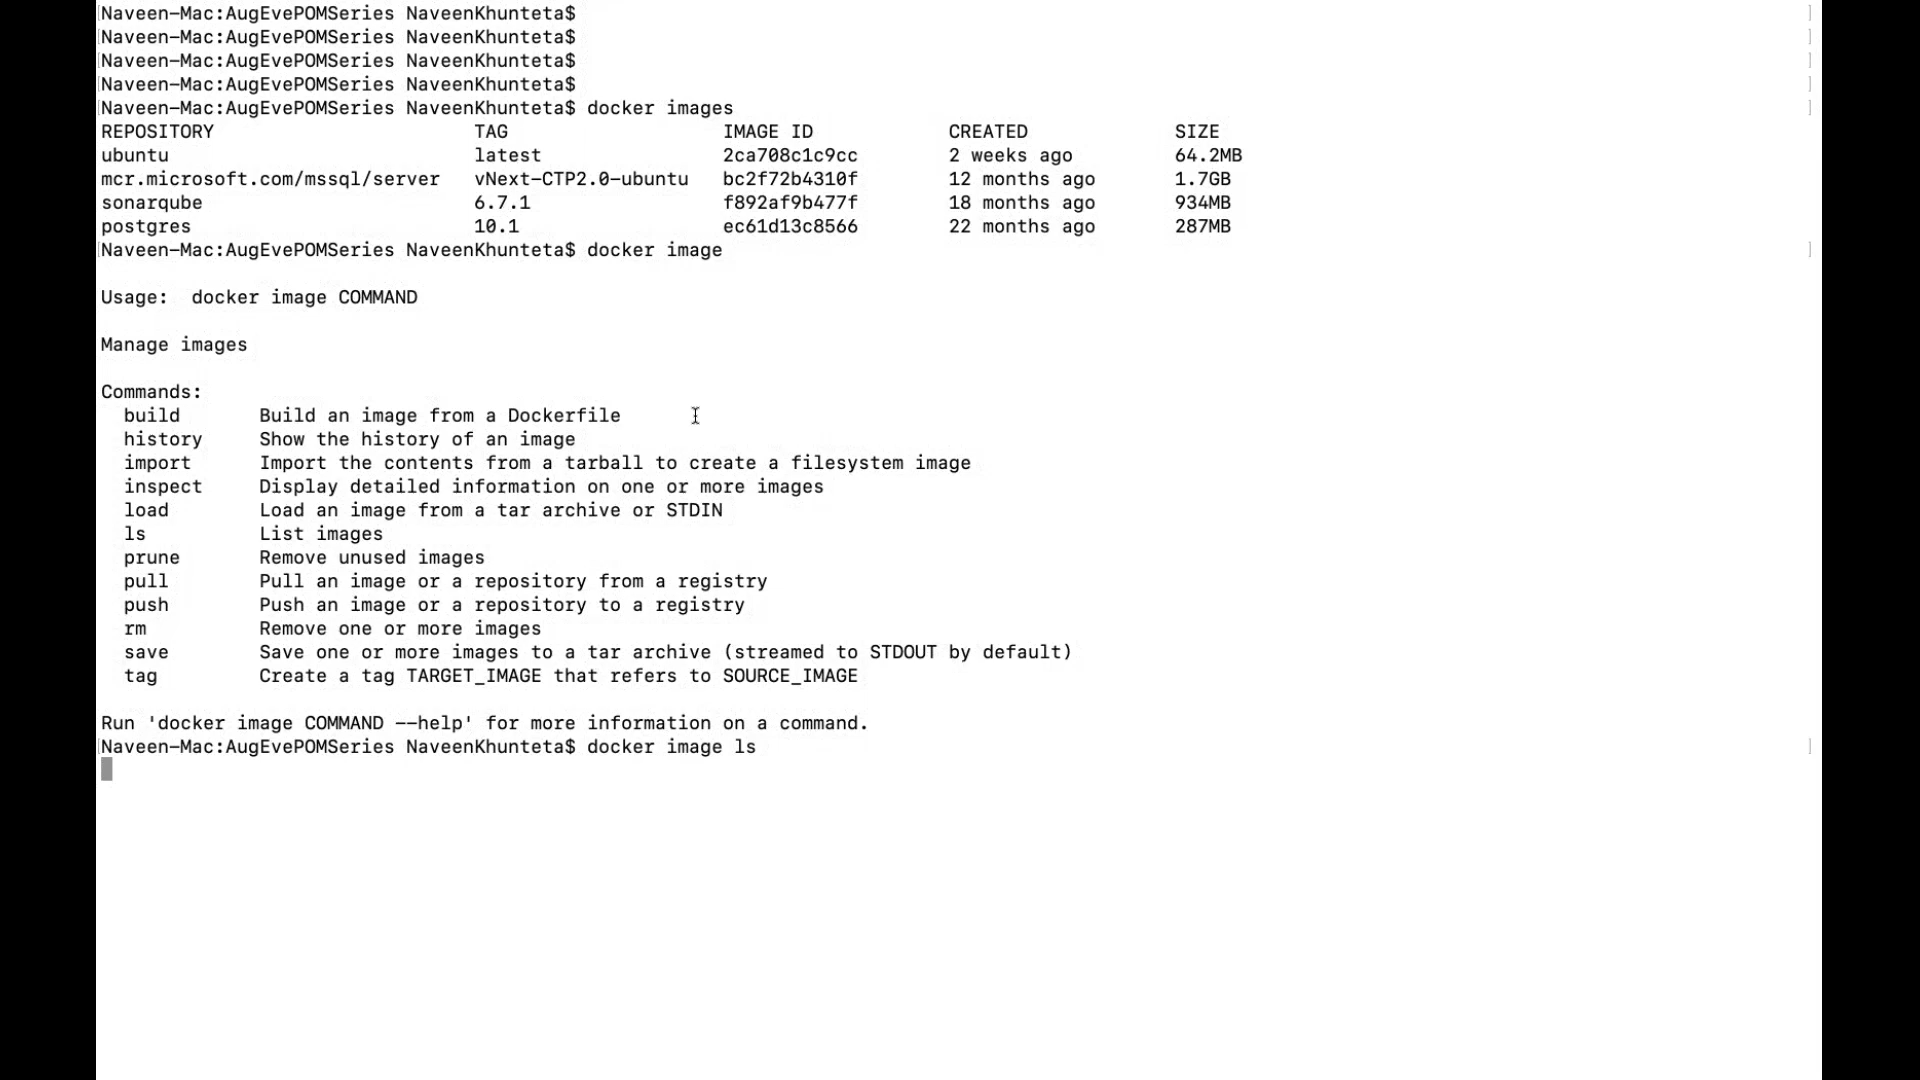 Naveen-Mac:AugEvePOMSeries NaveenKhunteta$
Naveen-Mac:AugEvePOMSeries NaveenKhunteta$
Naveen-Mac:AugEvePOMSeries NaveenKhunteta$
Naveen-Mac:AugEvePOMSeries NaveenKhunteta$
Naveen-Mac:AugEvePOMSeries NaveenKhunteta$ docker images
REPOSITORY TAG IMAGE ID CREATED SIZE
ubuntu latest 2ca708c1c9cc 2 weeks ago 64.2MB
mcr.microsoft.com/mssql/server vNext-CTP2.0-ubuntu bc2f72b4310f 12 months ago 1.7GB
sonarqube 6.7.1 f892af9b477f 18 months ago 934MB
postgres 10.1 ec61d13c8566 22 months ago 287MB
Naveen-Mac:AugEvePOMSeries NaveenKhunteta$ docker image
Usage: docker image COMMAND
Manage images
Commands:
build Build an image from a Dockerfile
history Show the history of an image
import Import the contents from a tarball to create a filesystem image
inspect Display detailed information on one or more images
load Load an image from a tar archive or STDIN
ls List images
prune Remove unused images
pull Pull an image or a repository from a registry
push Push an image or a repository to a registry
rm Remove one or more images
save Save one or more images to a tar archive (streamed to STDOUT by default)
tag Create a tag TARGET_IMAGE that refers to SOURCE_IMAGE
Run 'docker image COMMAND --help' for more information on a command.
Naveen-Mac:AugEvePOMSeries NaveenKhunteta$ docker image ls